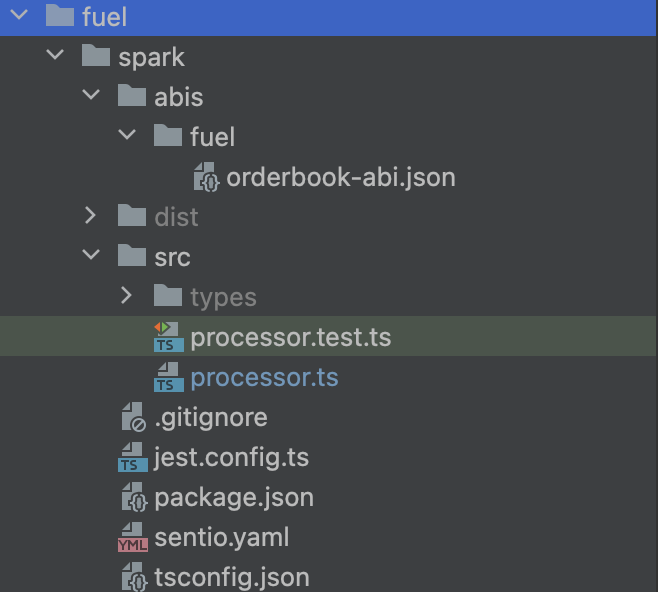 fuel
spark
abis
fuel
{} orderbook-abi.json
dist
src
types
TS processor.test.ts
TS processor.ts
.gitignore
TS jest.config.ts
{} package.json
YML sentio.yaml
{} tsconfig.json